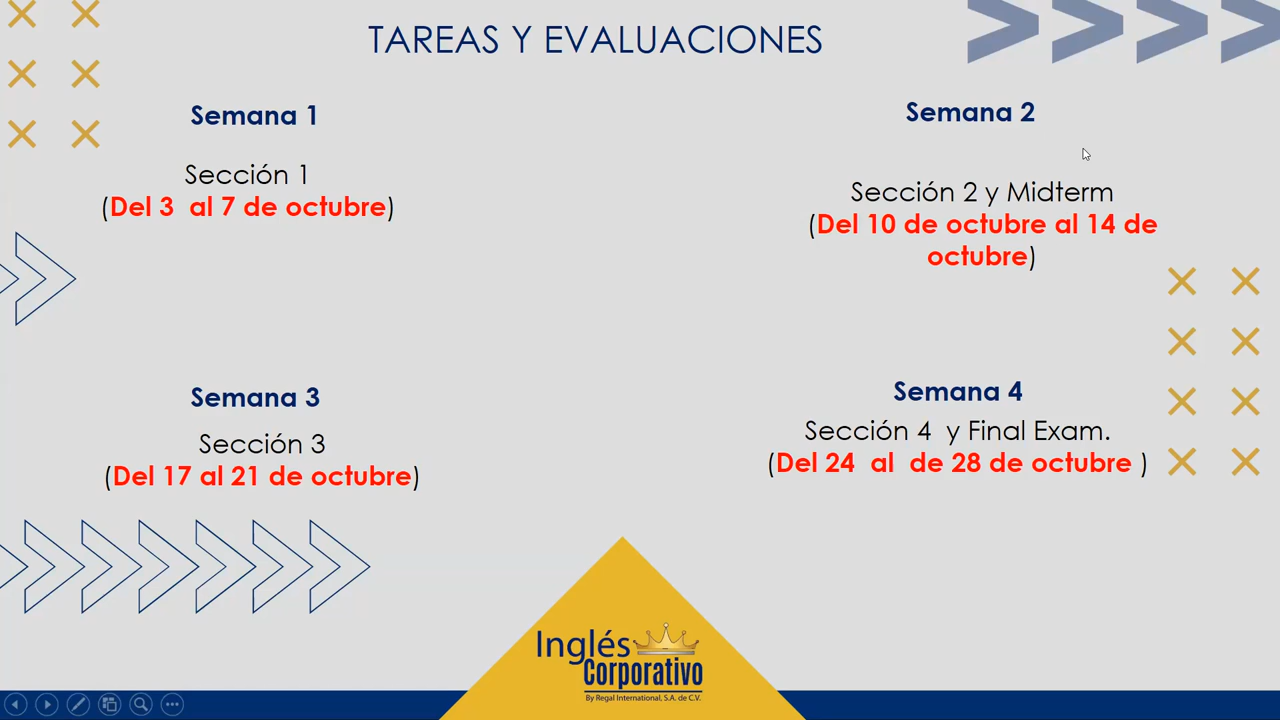 TAREAS Y EVALUACIONES
Semana 1
Sección 1
(Del 3 al 7 de octubre)
Semana 2
Sección 2 y Midterm
(Del 10 de octubre al 14 de
octubre)
Semana 3
Sección 3
(Del 17 al 21 de octubre)
Semana 4
Sección 4 y Final Exam.
(Del 24 al de 28 de octubre )
Inglés
Corporativo
By Regal International, S.A. de C.V.